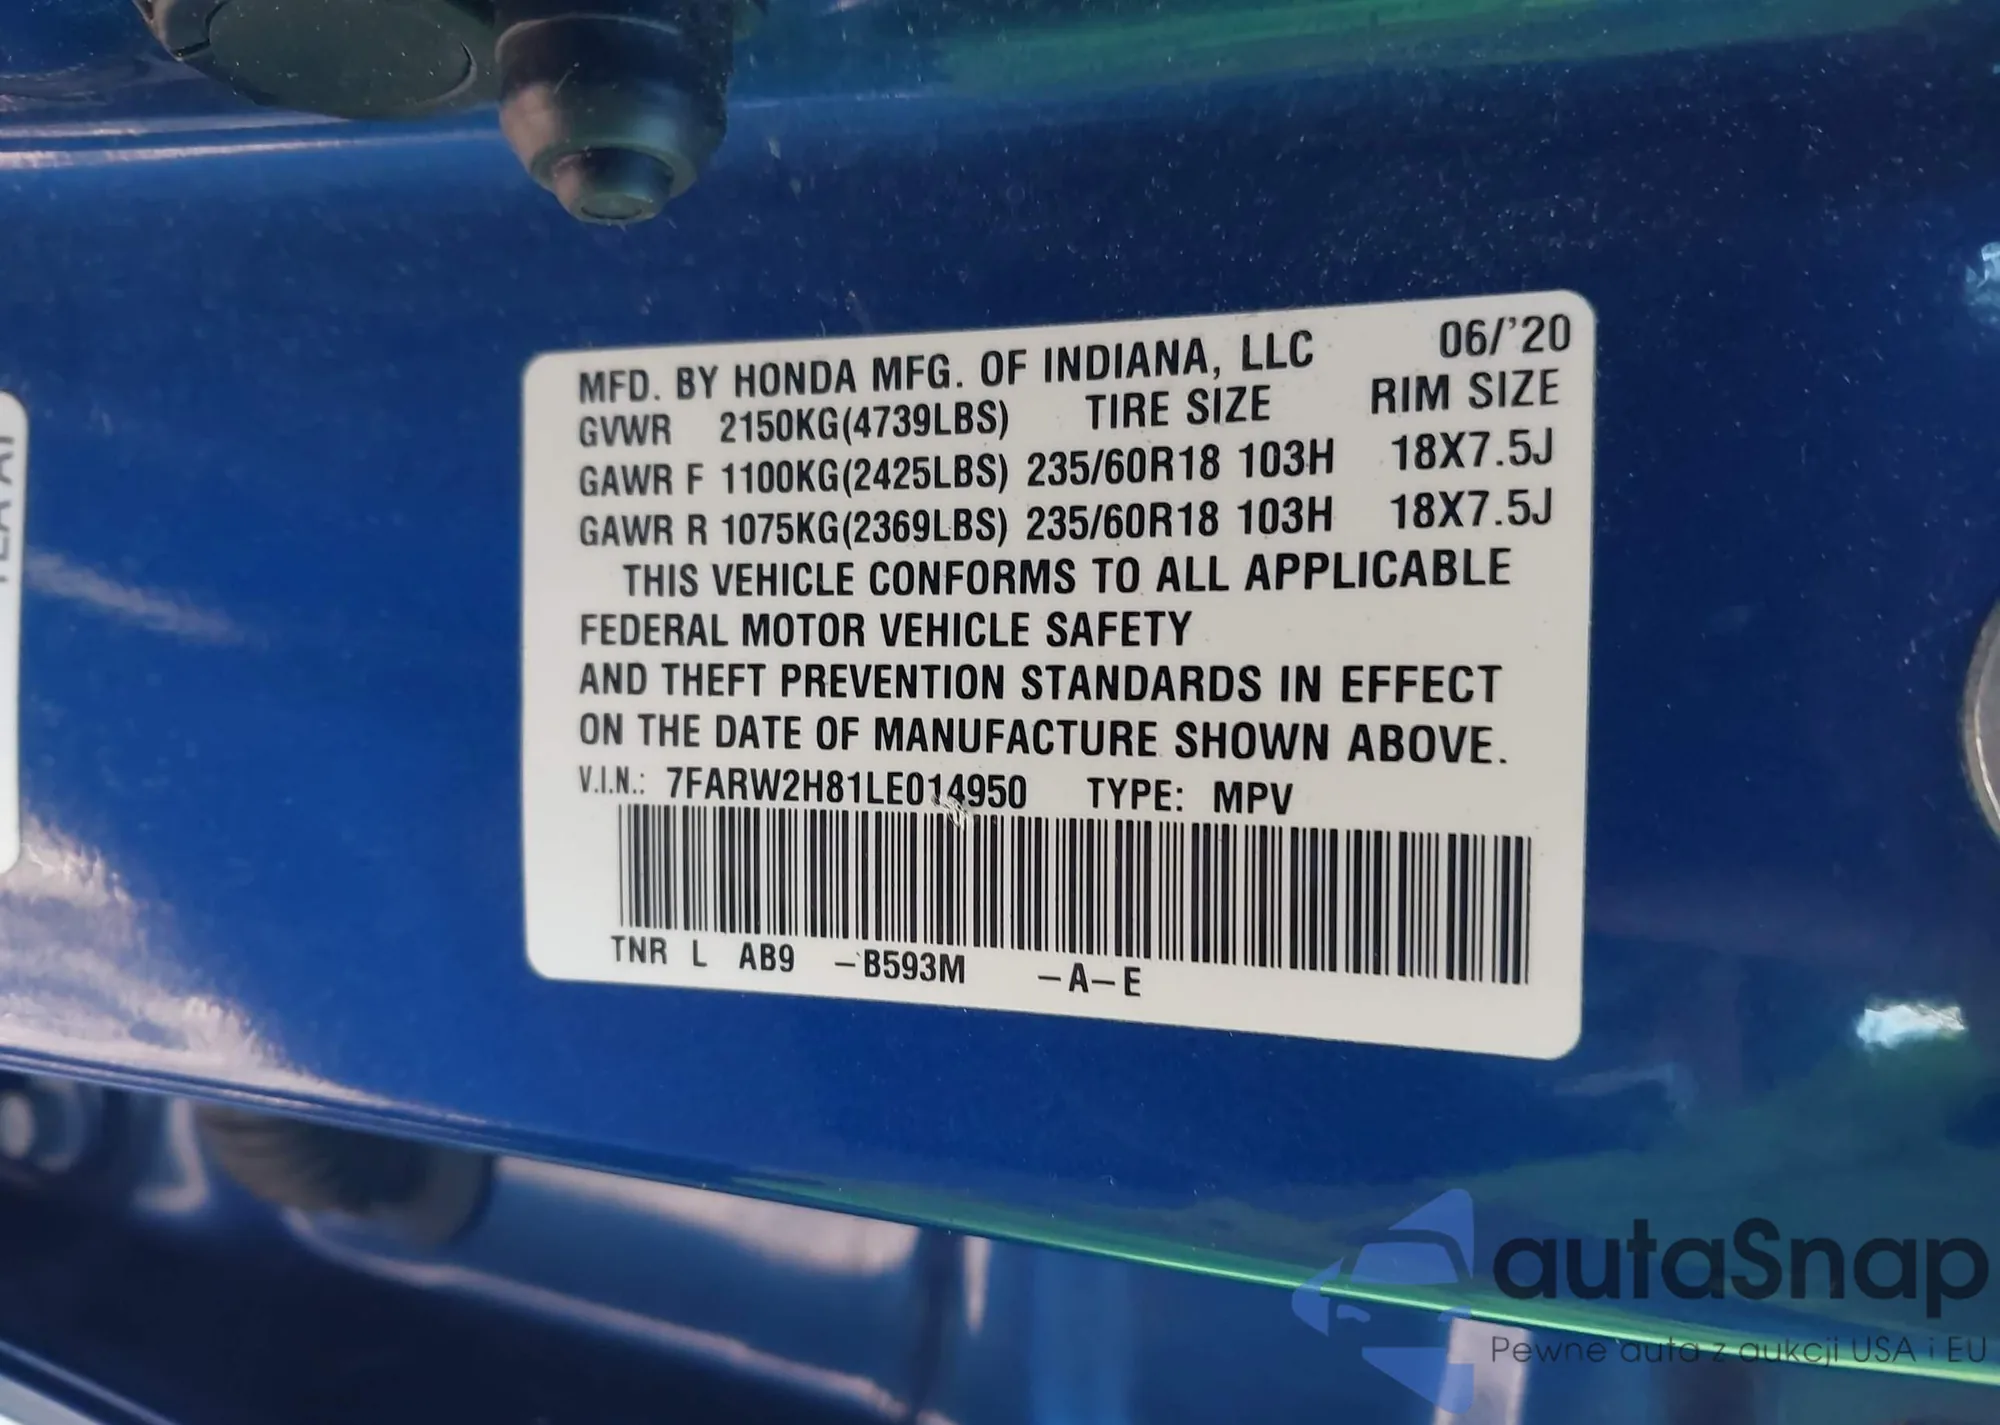 MFD. BY HONDA MFG. OF INDIANA, LLC 06/'20
GVWR 2150KG(4739LBS) TIRE SIZE RIM SIZE
GAWR F 1100KG(2425LBS) 235/60R18 103H 18X7.5J
GAWR R 1075KG(2369LBS) 235/60R18 103H 18X7.5J
THIS VEHICLE CONFORMS TO ALL APPLICABLE
FEDERAL MOTOR VEHICLE SAFETY
AND THEFT PREVENTION STANDARDS IN EFFECT
ON THE DATE OF MANUFACTURE SHOWN ABOVE.
V.I.N.: 7FARW2H81LE014950 TYPE: MPV
TNR L AB9 -B593M -A-E
autaSnap
Pewne auta z aukcji USA i EU